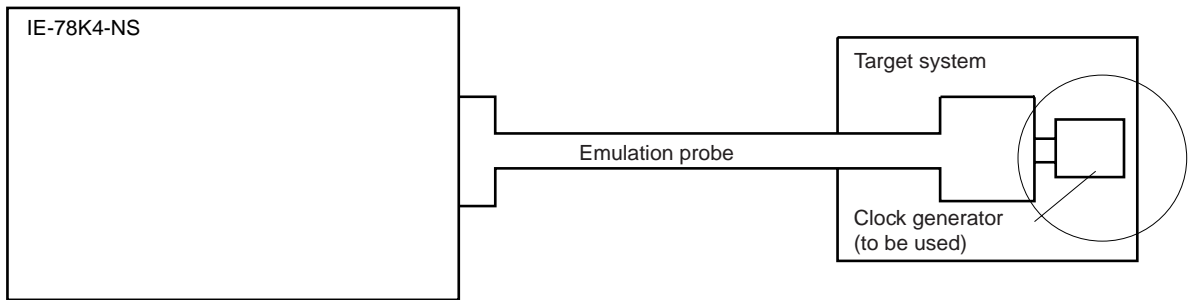 IE-78K4-NS
Target system
Emulation probe
Clock generator
(to be used)